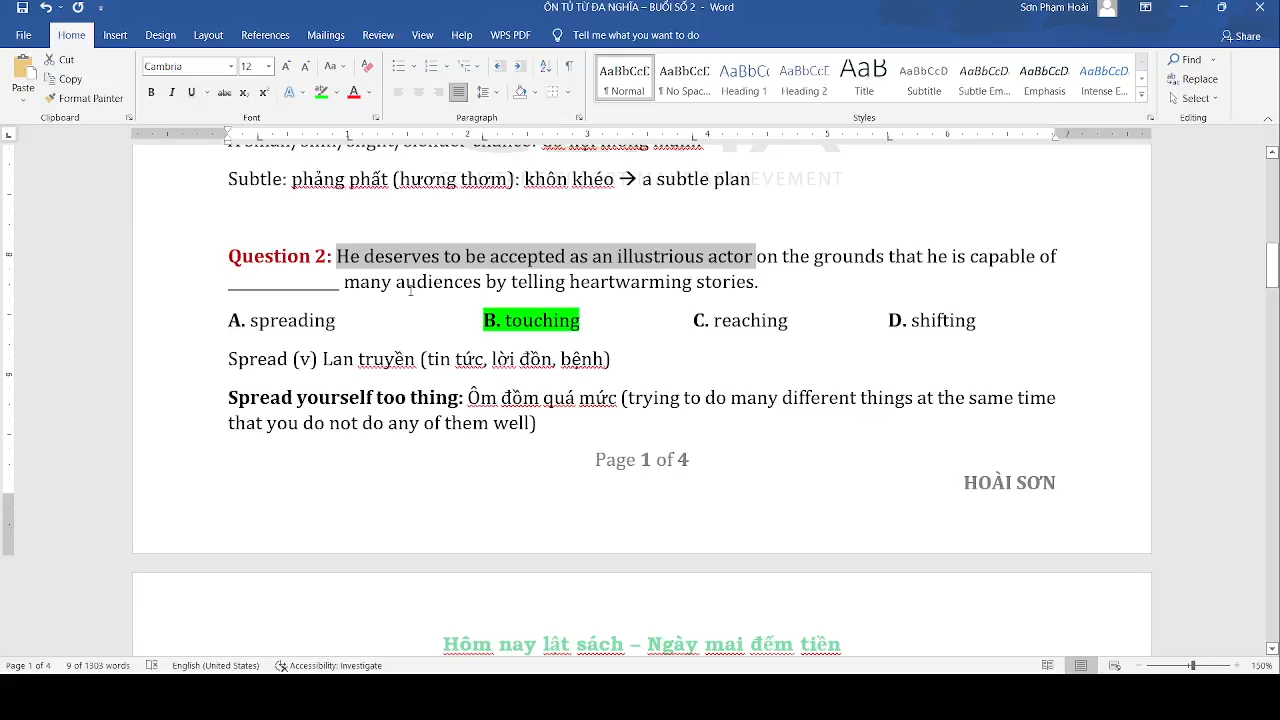 ÔN TỦ TỪ ĐA NGHĨA – BUỔI SỐ 2 - Word
Sơn Phạm Hoài
File Home Insert Design Layout References Mailings Review View Help WPS PDF Tell me what you want to do Share
Paste Cut Copy Format Painter
Cambria 12
Find Replace Select
AaBbCcD AaBbCcD AaBbCc AaBbCcD AaB AaBbCcD AaBbCcD AaBbCcD AaBbCcD
¶ Normal ¶ No Spac... Heading 1 Heading 2 Title Subtitle Subtle Em... Emphasis Intense E...
Clipboard Font Paragraph Styles Editing
Subtle: phảng phất (hương thơm): khôn khéo → a subtle plan
Question 2: He deserves to be accepted as an illustrious actor on the grounds that he is capable of
____________ many audiences by telling heartwarming stories.
A. spreading B. touching C. reaching D. shifting
Spread (v) Lan truyền (tin tức, lời đồn, bệnh)
Spread yourself too thing: Ôm đồm quá mức (trying to do many different things at the same time
that you do not do any of them well)
Page 1 of 4
HOÀI SƠN
Hôm nay lật sách – Ngày mai đếm tiền
Page 1 of 4 9 of 1303 words English (United States) Accessibility: Investigate 150%